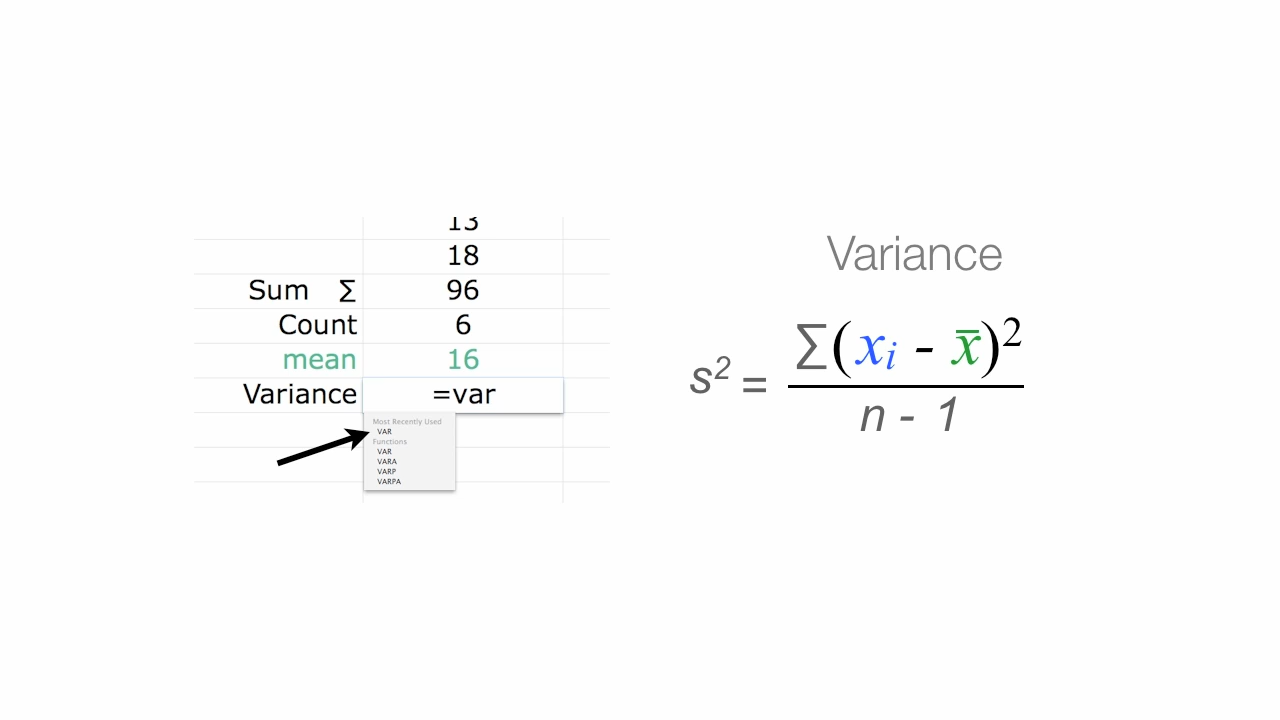 13
18
Sum Σ 96
Count 6
mean 16
Variance =var
Most Recently Used
VAR
Functions
VAR
VARA
VARP
VARPA
Variance
s² = Σ(xᵢ - x̄)²
n - 1